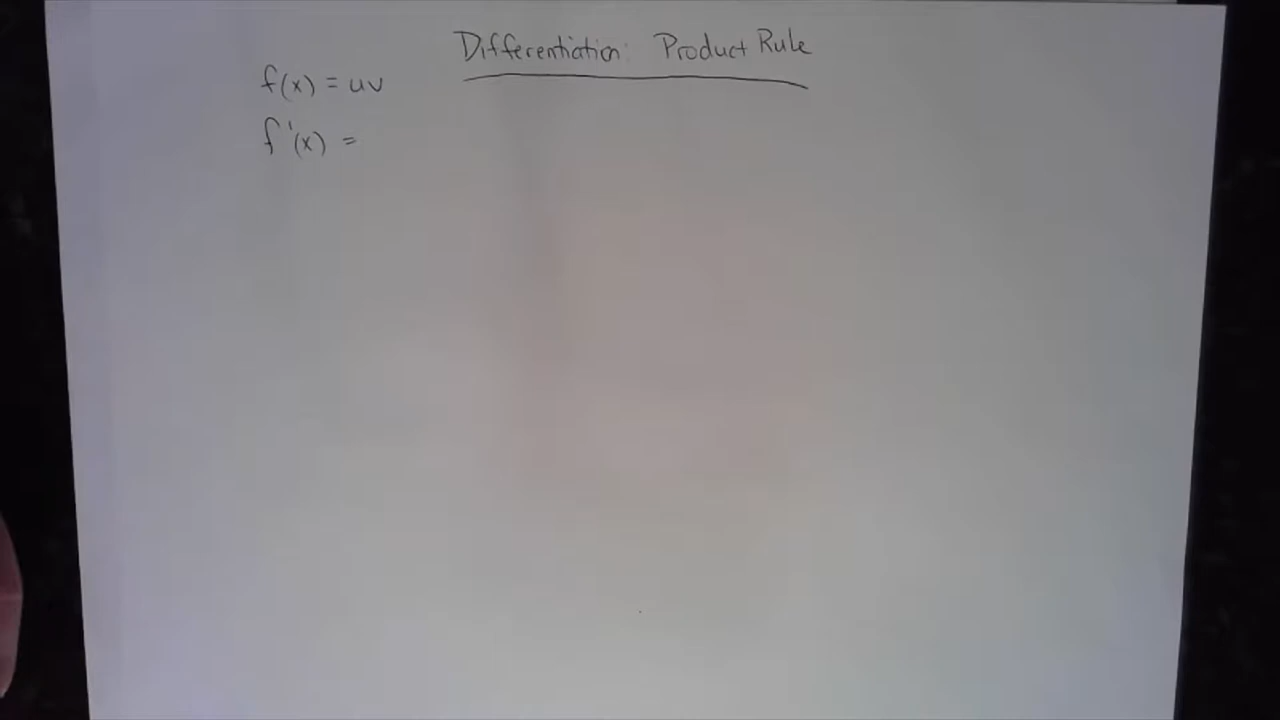 Differentiation: Product Rule
f(x) = uv
f'(x) =